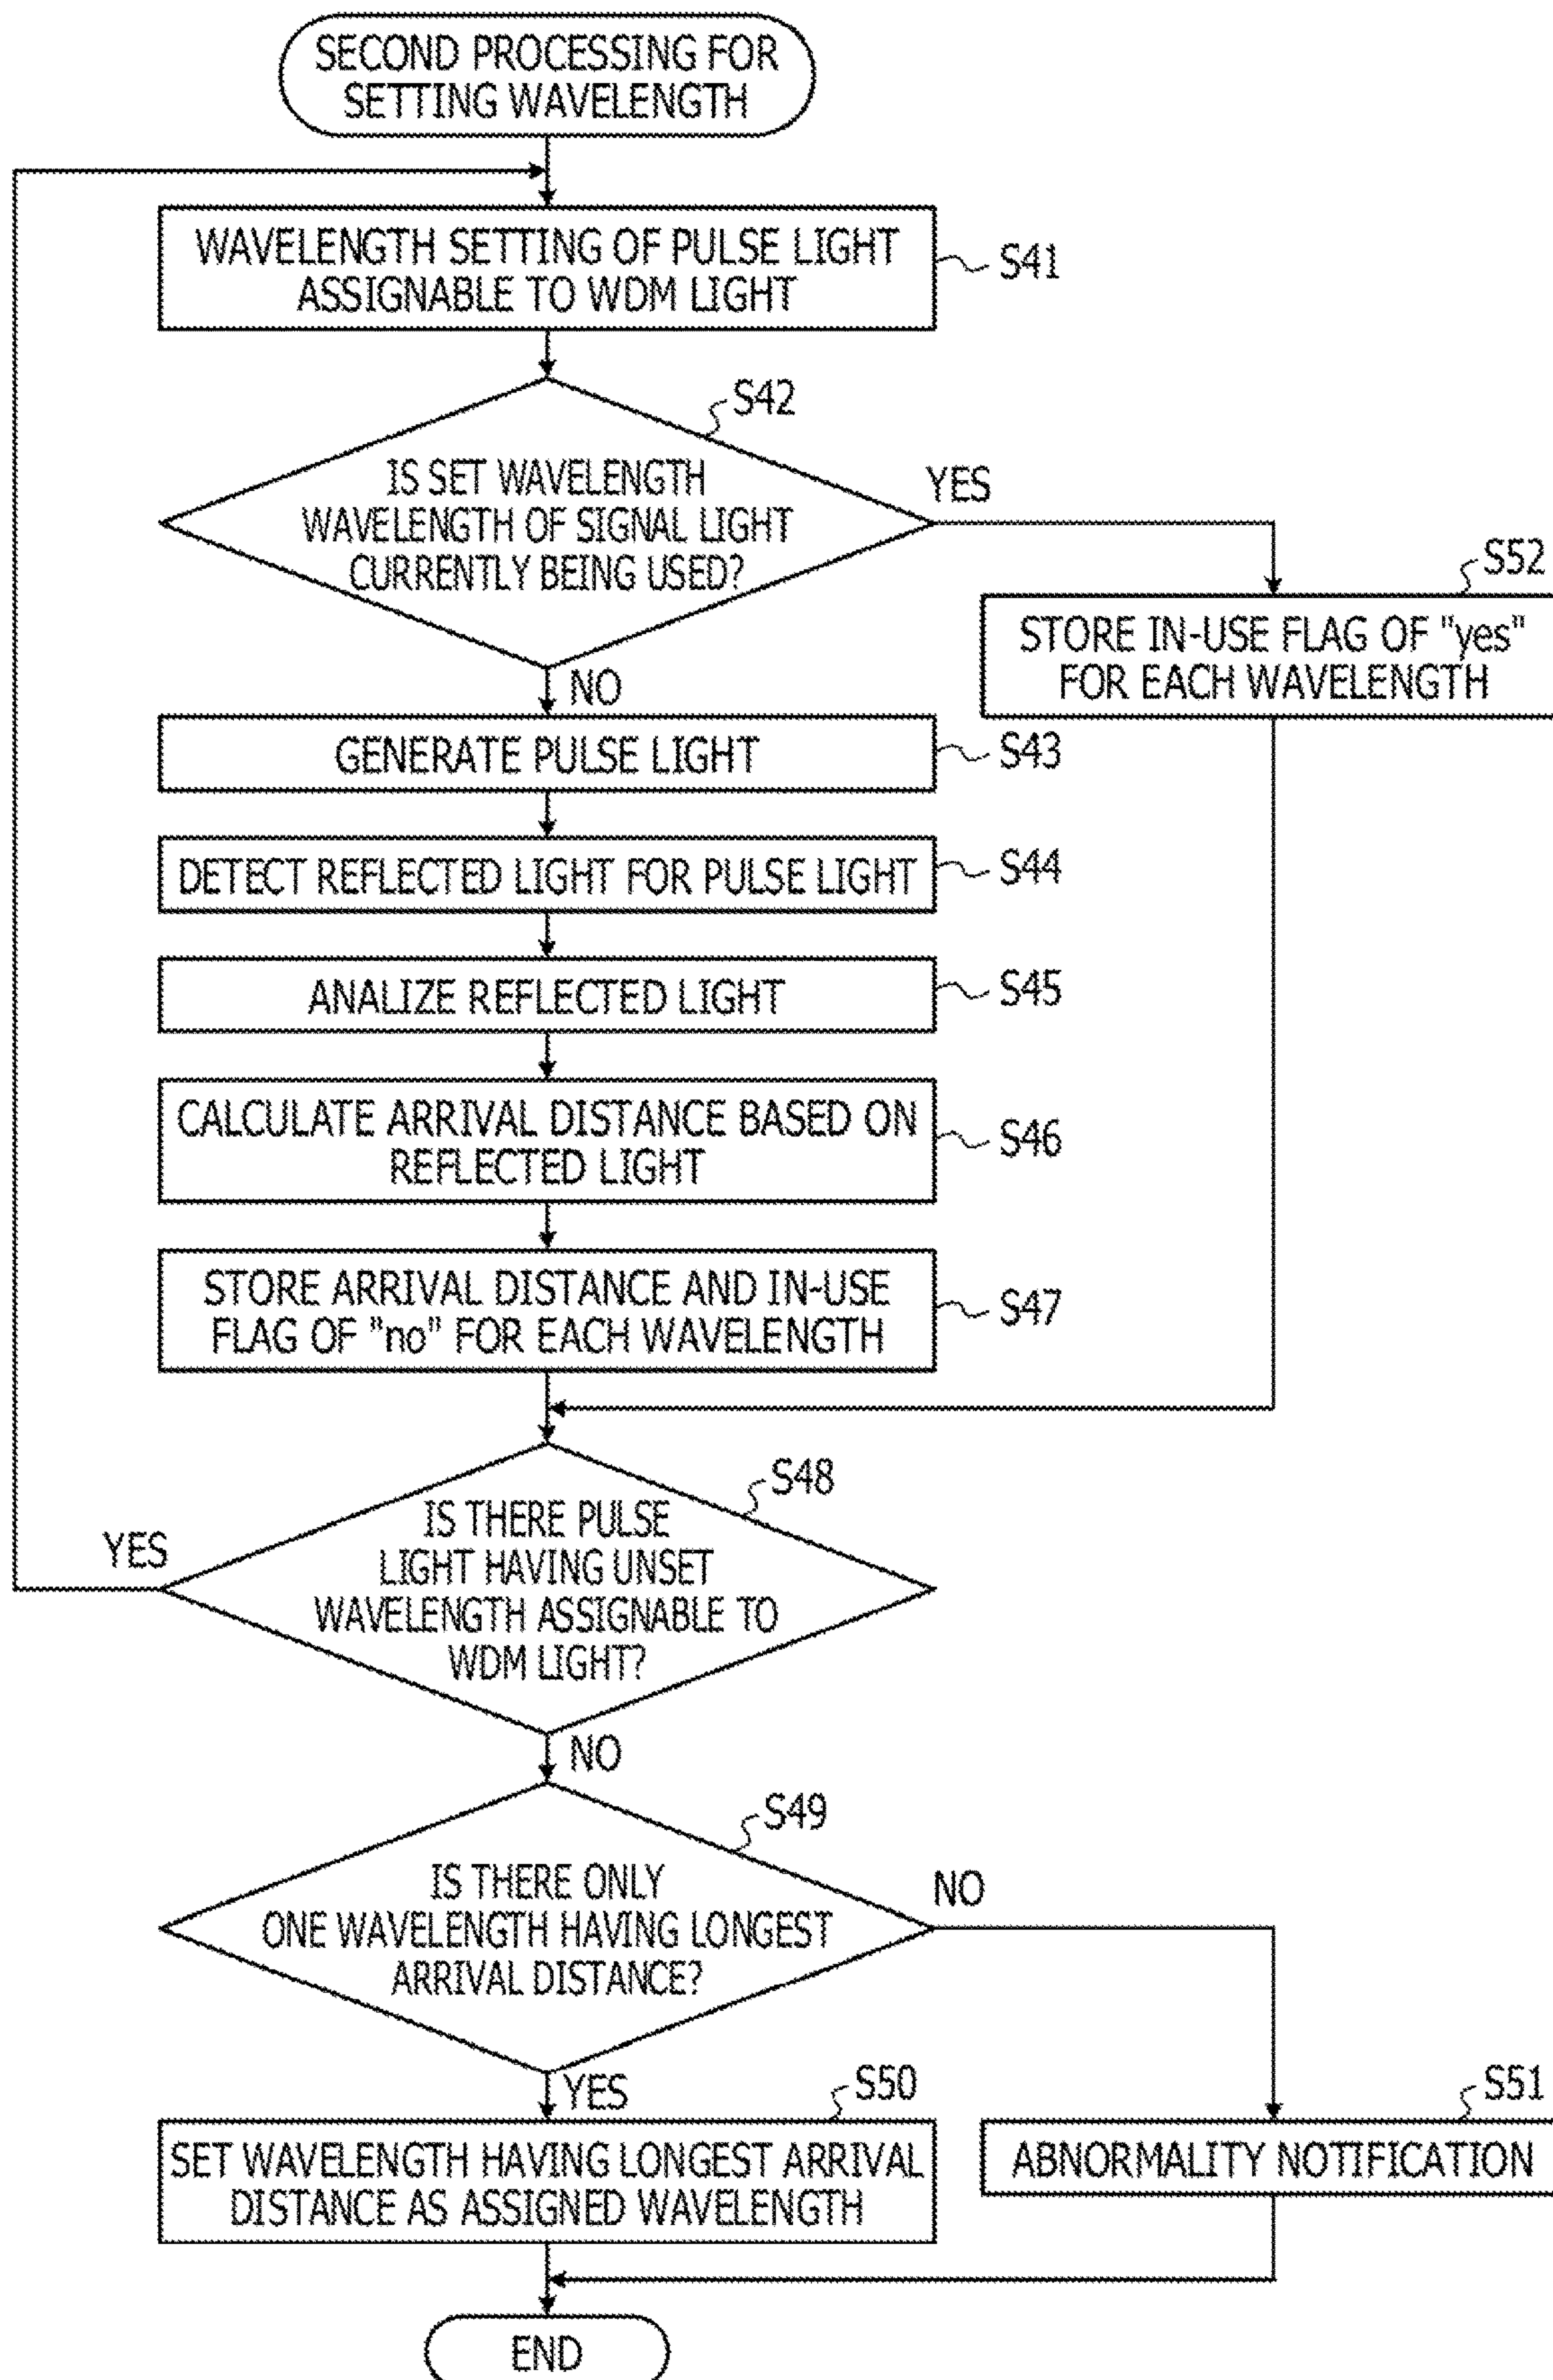 SECOND PROCESSING FOR
SETTING WAVELENGTH
WAVELENGTH SETTING OF PULSE LIGHT
ASSIGNABLE TO WDM LIGHT
S41
S42
IS SET WAVELENGTH
WAVELENGTH OF SIGNAL LIGHT
CURRENTLY BEING USED?
YES
NO
S52
STORE IN-USE FLAG OF "yes"
FOR EACH WAVELENGTH
GENERATE PULSE LIGHT
S43
DETECT REFLECTED LIGHT FOR PULSE LIGHT
S44
ANALIZE REFLECTED LIGHT
S45
CALCULATE ARRIVAL DISTANCE BASED ON
REFLECTED LIGHT
S46
STORE ARRIVAL DISTANCE AND IN-USE
FLAG OF "no" FOR EACH WAVELENGTH
S47
S48
IS THERE PULSE
LIGHT HAVING UNSET
WAVELENGTH ASSIGNABLE TO
WDM LIGHT?
YES
NO
S49
IS THERE ONLY
ONE WAVELENGTH HAVING LONGEST
ARRIVAL DISTANCE?
NO
YES
S50
SET WAVELENGTH HAVING LONGEST ARRIVAL
DISTANCE AS ASSIGNED WAVELENGTH
S51
ABNORMALITY NOTIFICATION
END